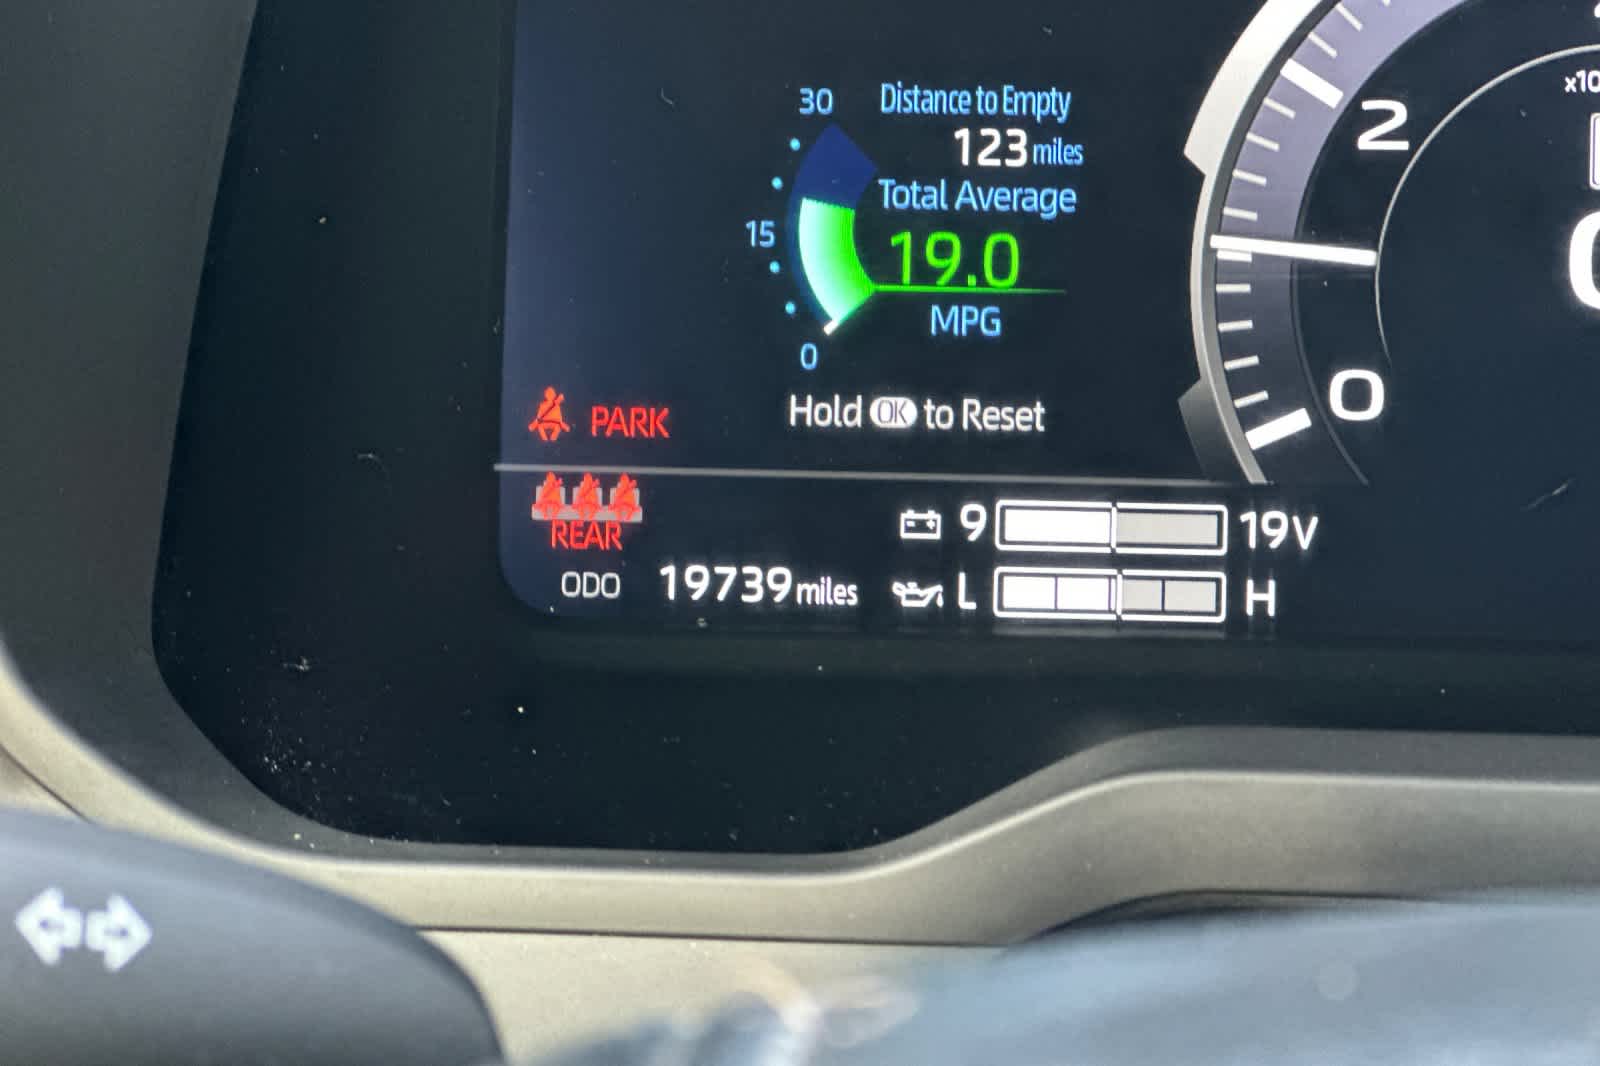 30
Distance to Empty
123 miles
Total Average
15
19.0
MPG
0
Hold OK to Reset
PARK
REAR
ODO 19739 miles
9 19V
L H
2
0